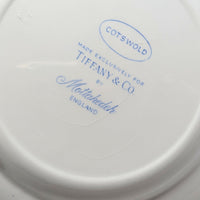 COTSWOLD
MADE EXCLUSIVELY FOR
TIFFANY & CO.
BY
Mottahedeh
ENGLAND